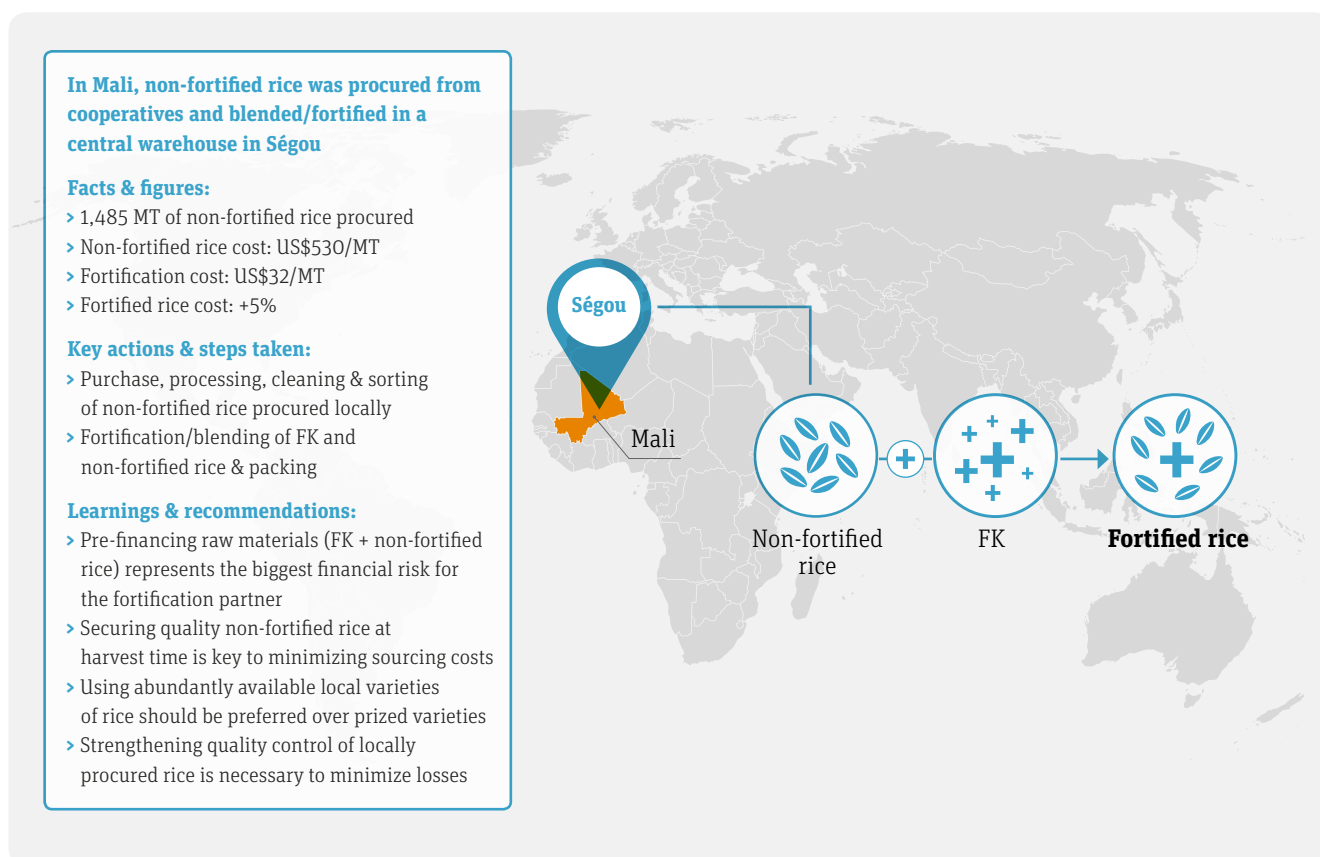 In Mali, non-fortified rice was procured from
cooperatives and blended/fortified in a
central warehouse in Ségou
Facts & figures:
> 1,485 MT of non-fortified rice procured
> Non-fortified rice cost: US$530/MT
> Fortification cost: US$32/MT
> Fortified rice cost: +5%
Key actions & steps taken:
> Purchase, processing, cleaning & sorting
of non-fortified rice procured locally
> Fortification/blending of FK and
non-fortified rice & packing
Learnings & recommendations:
> Pre-financing raw materials (FK + non-fortified
rice) represents the biggest financial risk for
the fortification partner
> Securing quality non-fortified rice at
harvest time is key to minimizing sourcing costs
> Using abundantly available local varieties
of rice should be preferred over prized varieties
> Strengthening quality control of locally
procured rice is necessary to minimize losses
Ségou
Mali
Non-fortified
rice
FK
Fortified rice